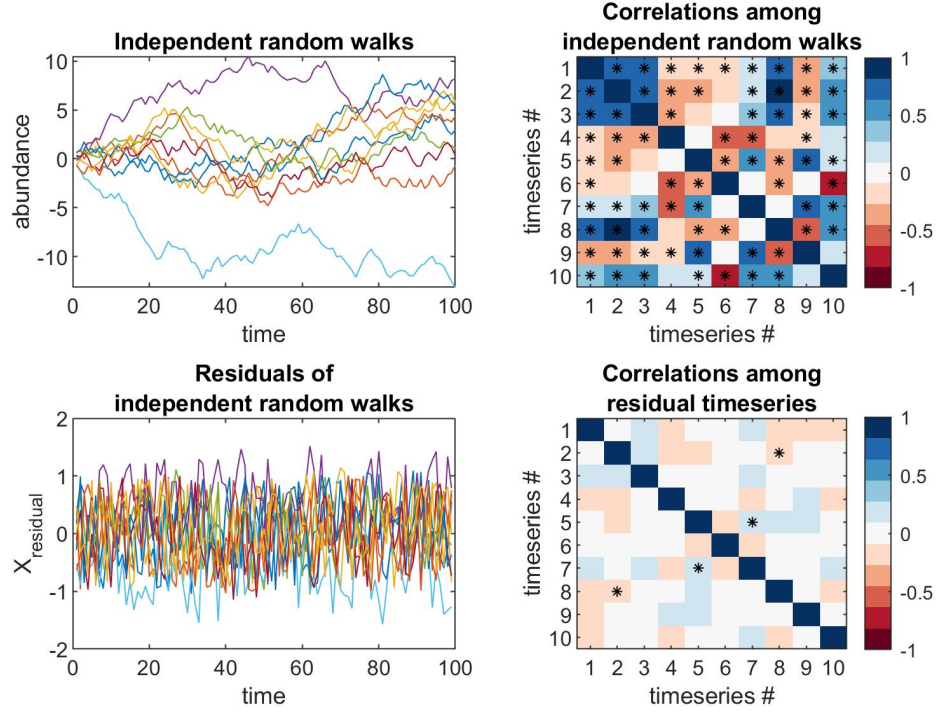 Independent random walks
10
5
0
-5
-10
abundance
0 20 40 60 80 100
time
Correlations among
independent random walks
1
2
3
4
5
6
7
8
9
10
timeseries #
1 2 3 4 5 6 7 8 9 10
timeseries #
1
0.5
0
-0.5
-1
Residuals of
independent random walks
2
1
0
-1
-2
X_residual
0 20 40 60 80 100
time
Correlations among
residual timeseries
1
2
3
4
5
6
7
8
9
10
timeseries #
1 2 3 4 5 6 7 8 9 10
timeseries #
1
0.5
0
-0.5
-1